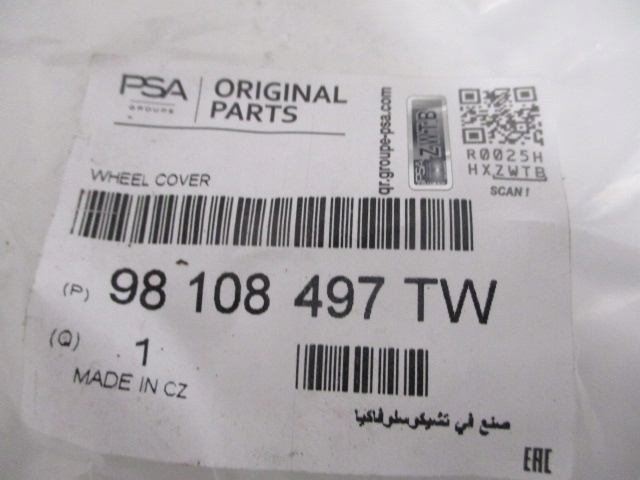 PSA
GROUPE
ORIGINAL
PARTS
qr.groupe-psa.com
PSA ZWTB
R0025H
HXZWTB
SCAN!
WHEEL COVER
(P) 98 108 497 TW
(Q) 1
MADE IN CZ
صنع في تشيكوسلوفاكيا
EAC